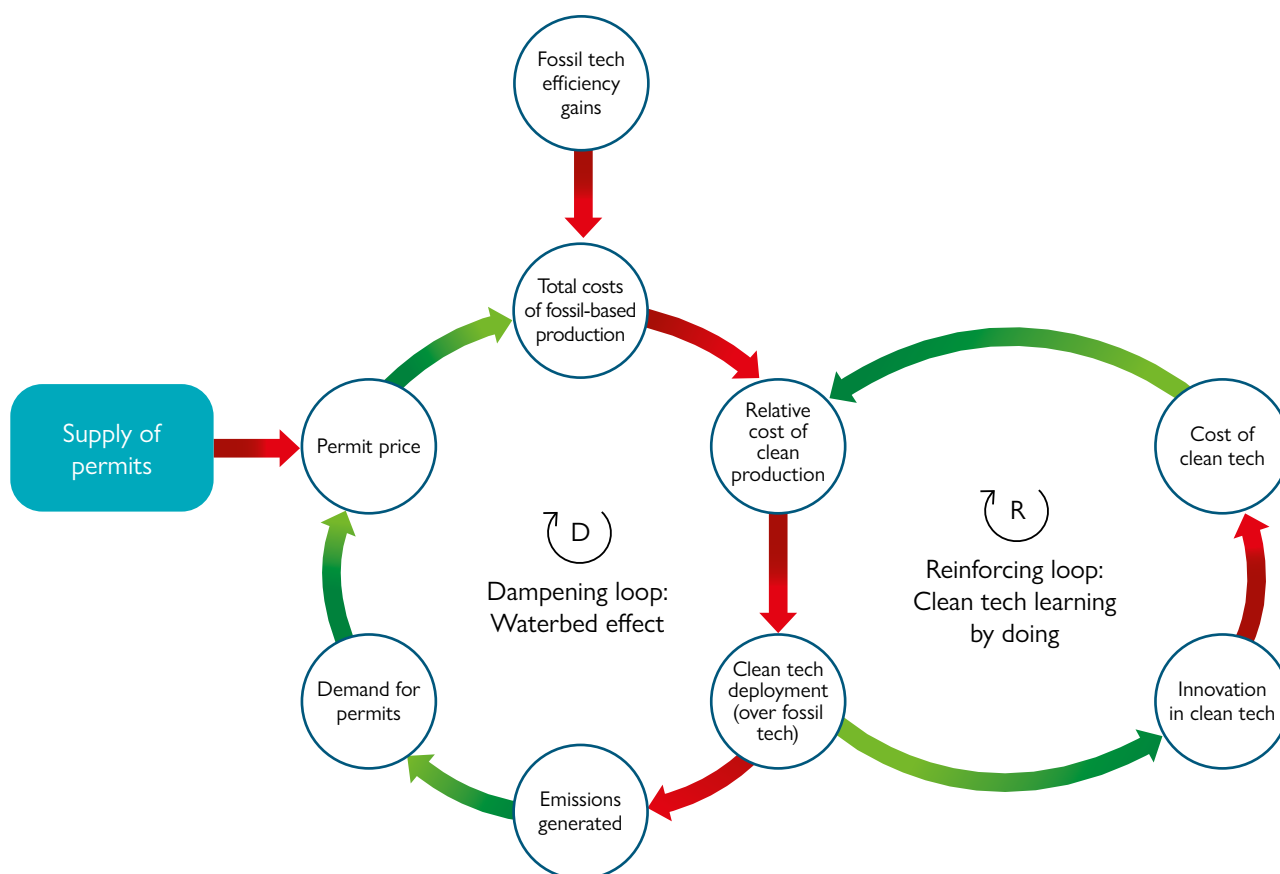 Fossil tech
efficiency
gains
Total costs
of fossil-based
production
Supply of
permits
Permit price
Relative
cost of
clean
production
Cost of
clean tech
D
Dampening loop:
Waterbed effect
R
Reinforcing loop:
Clean tech learning
by doing
Demand for
permits
Clean tech
deployment
(over fossil
tech)
Innovation
in clean tech
Emissions
generated